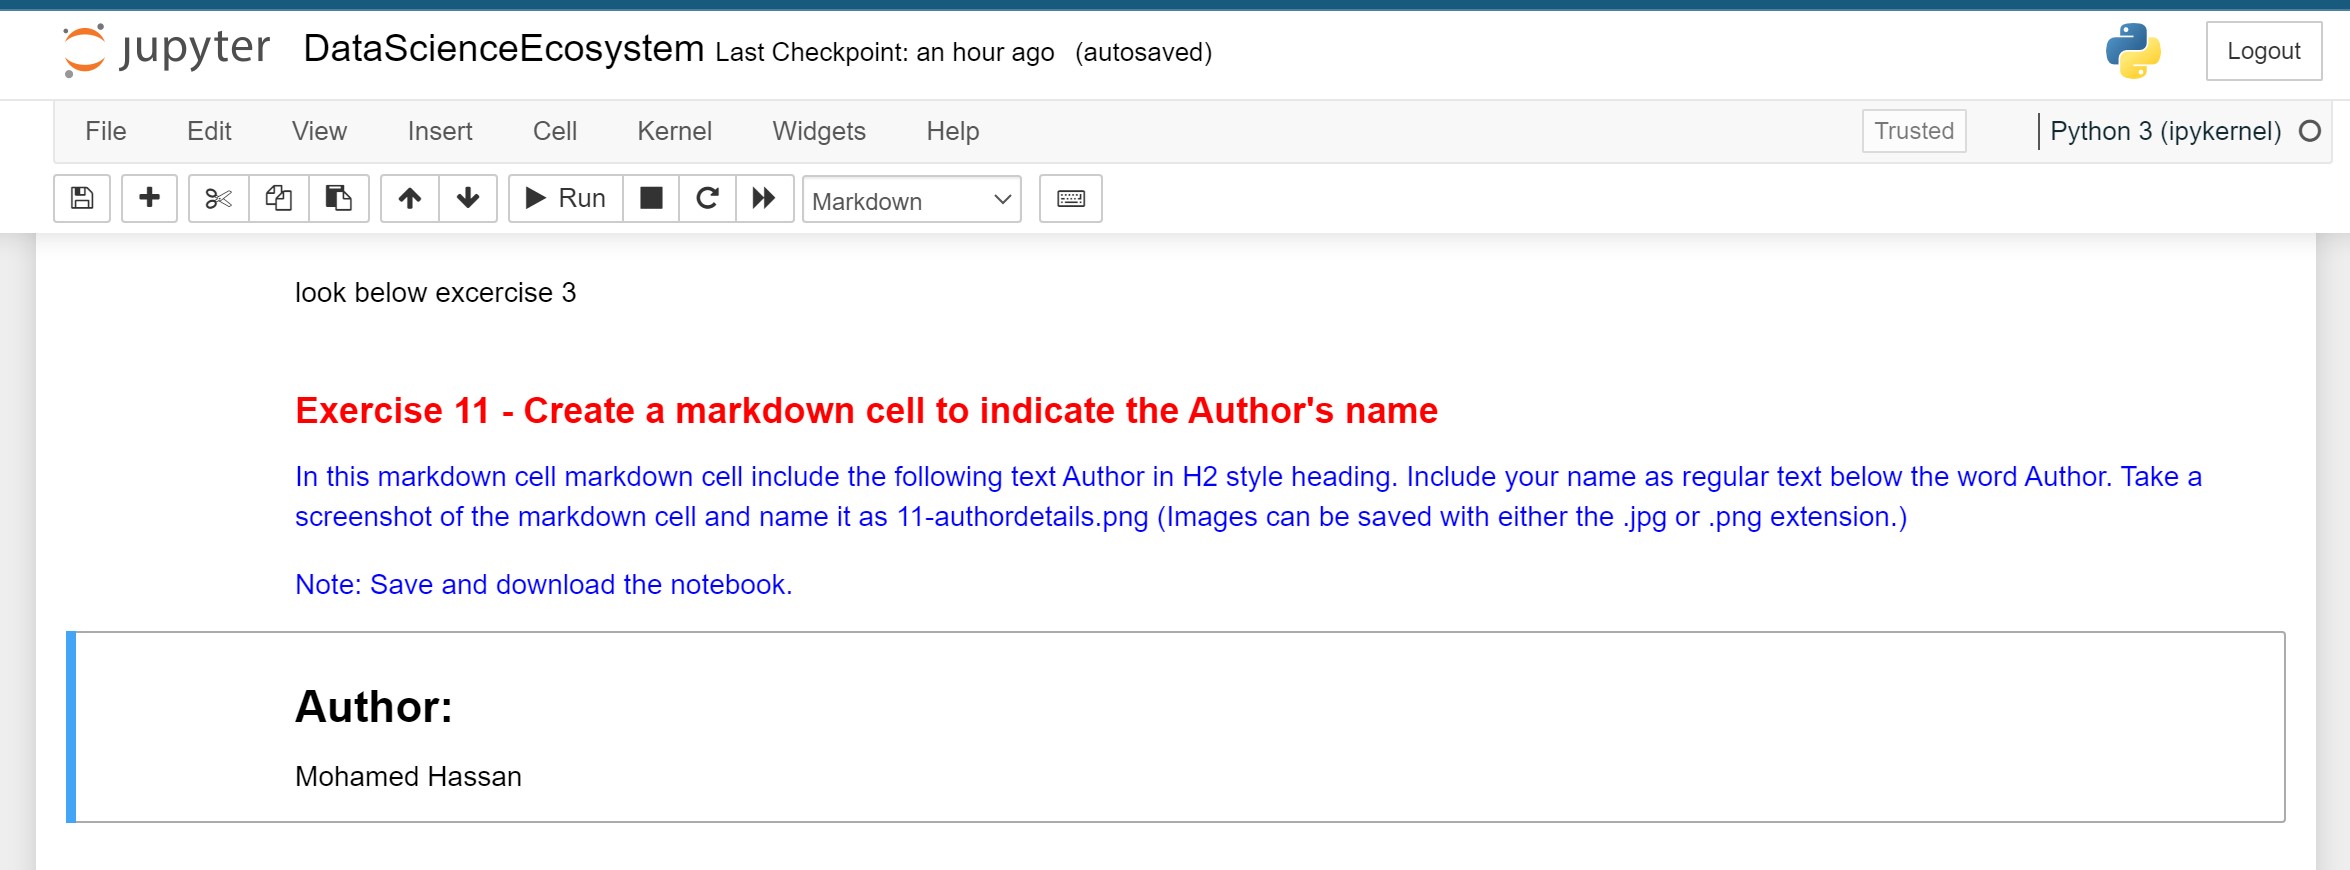 jupyter DataScienceEcosystem Last Checkpoint: an hour ago (autosaved) Logout
File Edit View Insert Cell Kernel Widgets Help Trusted Python 3 (ipykernel)
Run Markdown
look below excercise 3
Exercise 11 - Create a markdown cell to indicate the Author's name
In this markdown cell markdown cell include the following text Author in H2 style heading. Include your name as regular text below the word Author. Take a
screenshot of the markdown cell and name it as 11-authordetails.png (Images can be saved with either the .jpg or .png extension.)
Note: Save and download the notebook.
Author:
Mohamed Hassan